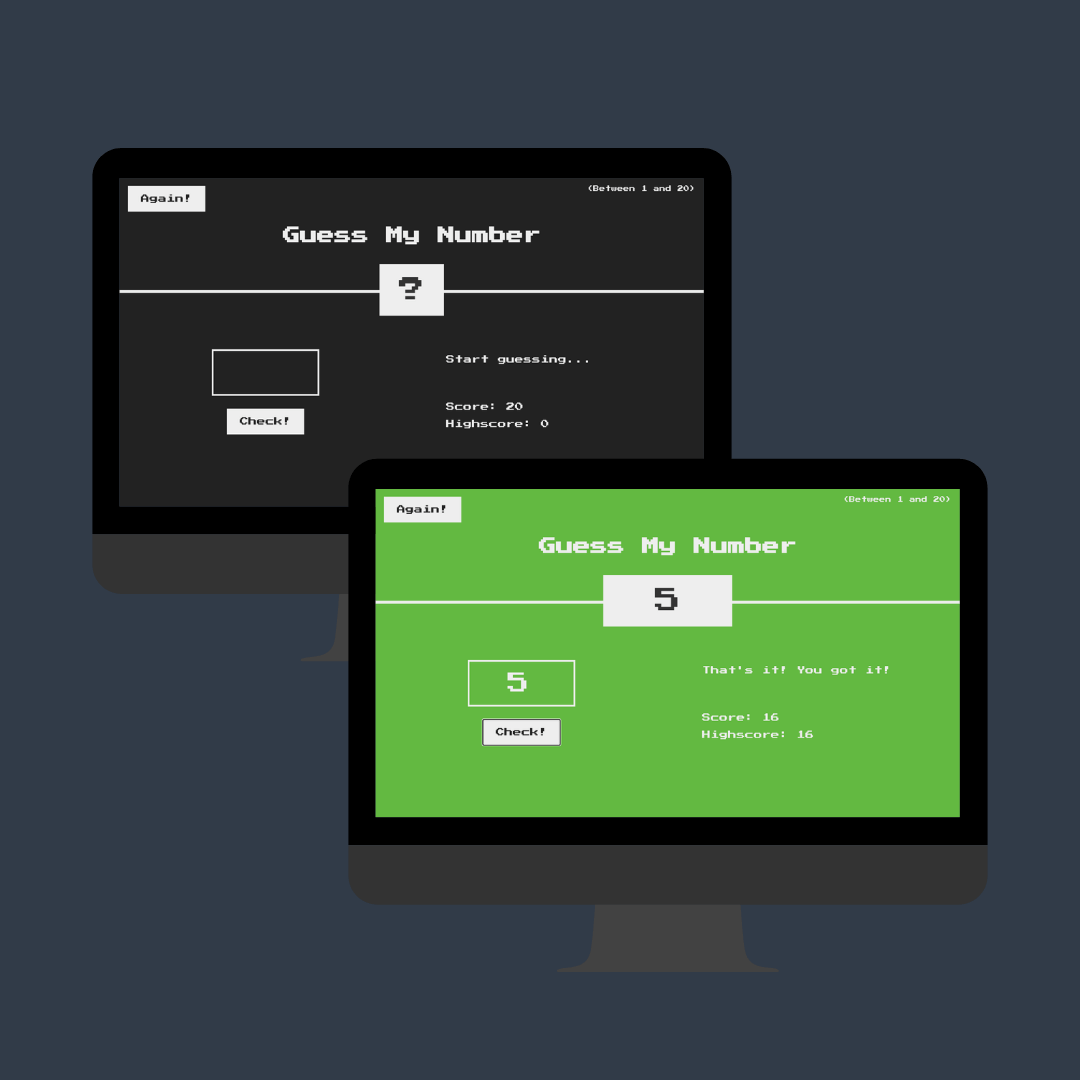 Again!
(Between 1 and 20)
Guess My Number
?
Start guessing...
Check!
Score: 20
Highscore: 0
Again!
(Between 1 and 20)
Guess My Number
5
5
That's it! You got it!
Check!
Score: 16
Highscore: 16